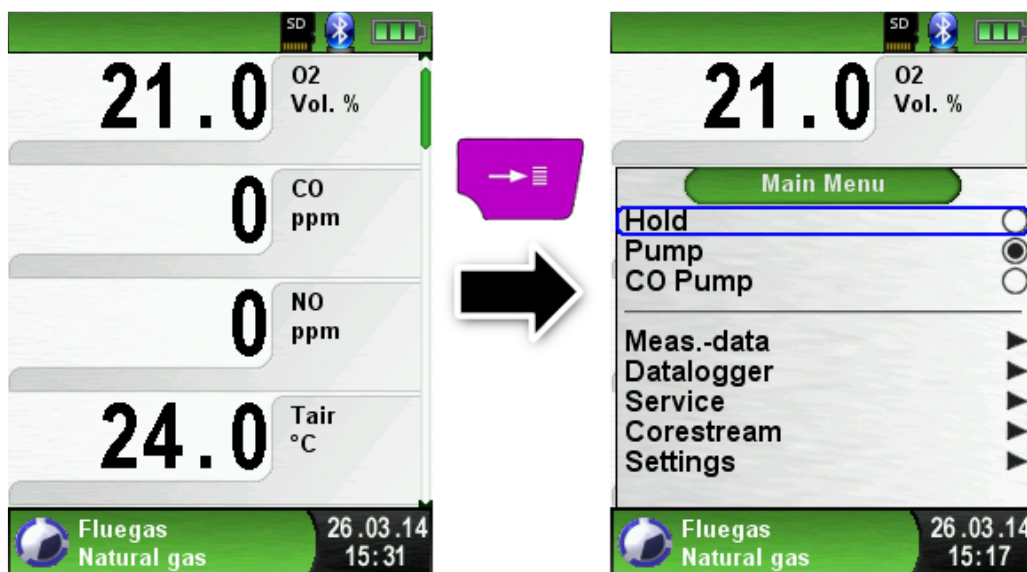 SD
21.0
O2
Vol. %
0
CO
ppm
0
NO
ppm
24.0
Tair
°C
Fluegas
Natural gas
26.03.14
15:31
SD
21.0
O2
Vol. %
Main Menu
Hold
Pump
CO Pump
Meas.-data
Datalogger
Service
Corestream
Settings
Fluegas
Natural gas
26.03.14
15:17